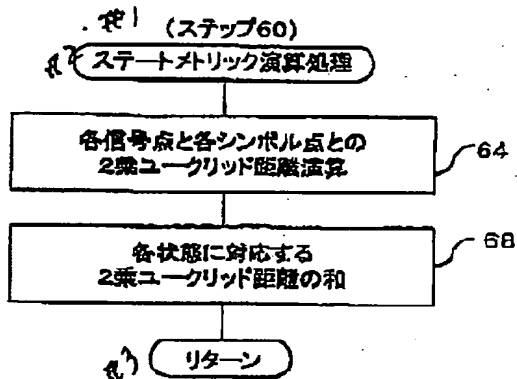 (ステップ60)
ステートメトリック演算処理
各信号点と各シンボル点との
2乗ユークリッド距離演算
64
各状態に対応する
2乗ユークリッド距離の和
68
リターン